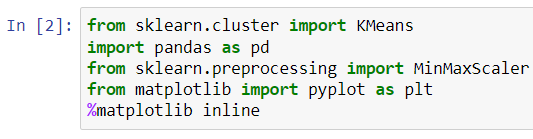 In [2]: from sklearn.cluster import KMeans
import pandas as pd
from sklearn.preprocessing import MinMaxScaler
from matplotlib import pyplot as plt
%matplotlib inline